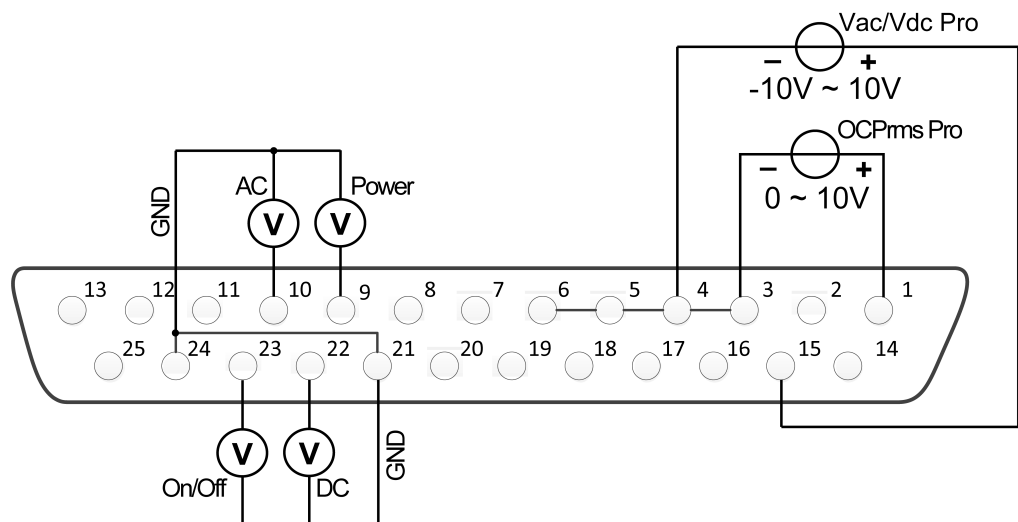 Vac/Vdc Pro
− +
-10V ~ 10V
OCPrms Pro
− +
0 ~ 10V
GND
AC
Power
V V
13 12 11 10 9 8 7 6 5 4 3 2 1
25 24 23 22 21 20 19 18 17 16 15 14
V V
On/Off
DC
GND